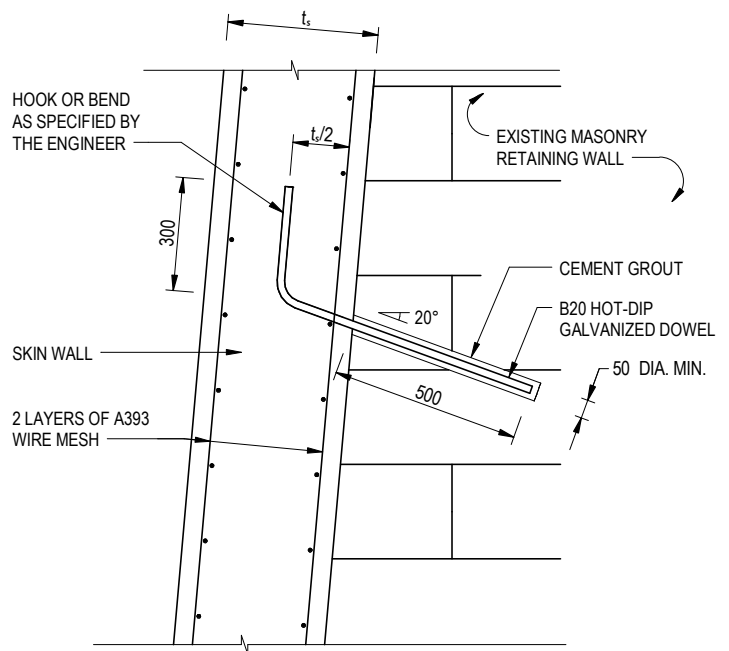 tₛ
HOOK OR BEND
AS SPECIFIED BY
THE ENGINEER
tₛ/2
EXISTING MASONRY
RETAINING WALL
300
CEMENT GROUT
B20 HOT-DIP
GALVANIZED DOWEL
20°
50 DIA. MIN.
SKIN WALL
500
2 LAYERS OF A393
WIRE MESH